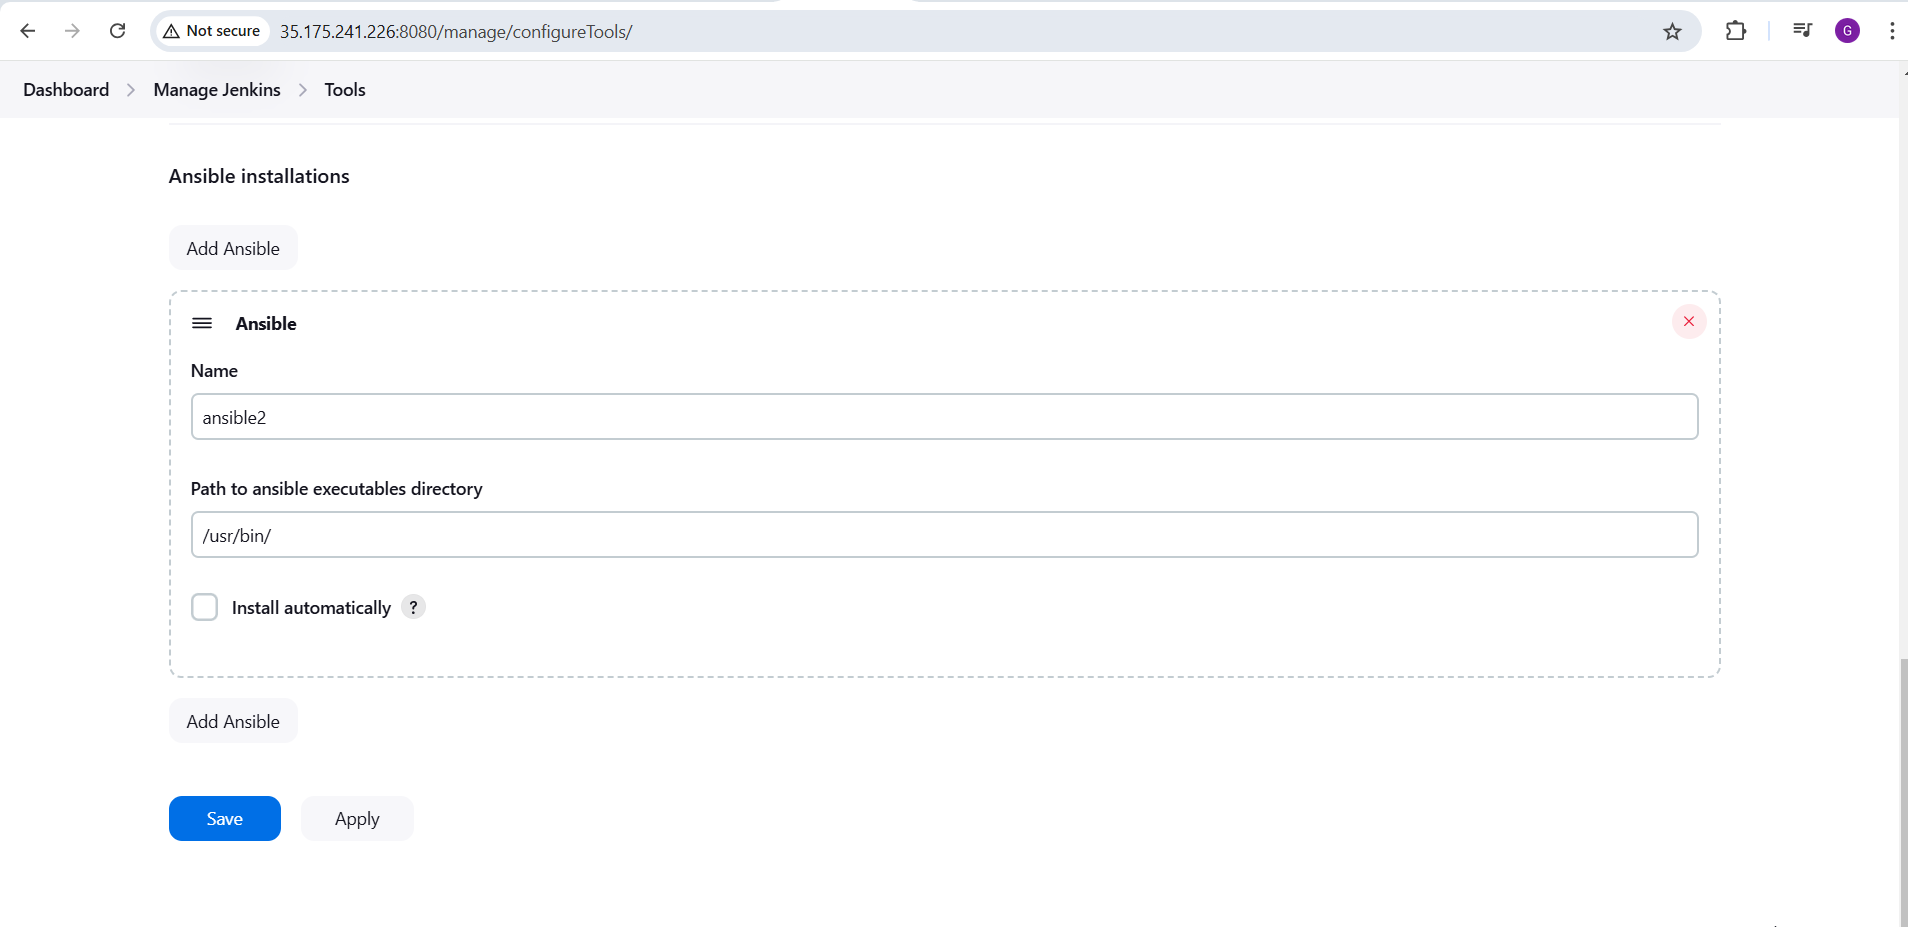 Not secure 35.175.241.226:8080/manage/configureTools/
G
Dashboard > Manage Jenkins > Tools
Ansible installations
Add Ansible
Ansible
Name
ansible2
Path to ansible executables directory
/usr/bin/
Install automatically ?
Add Ansible
Save Apply